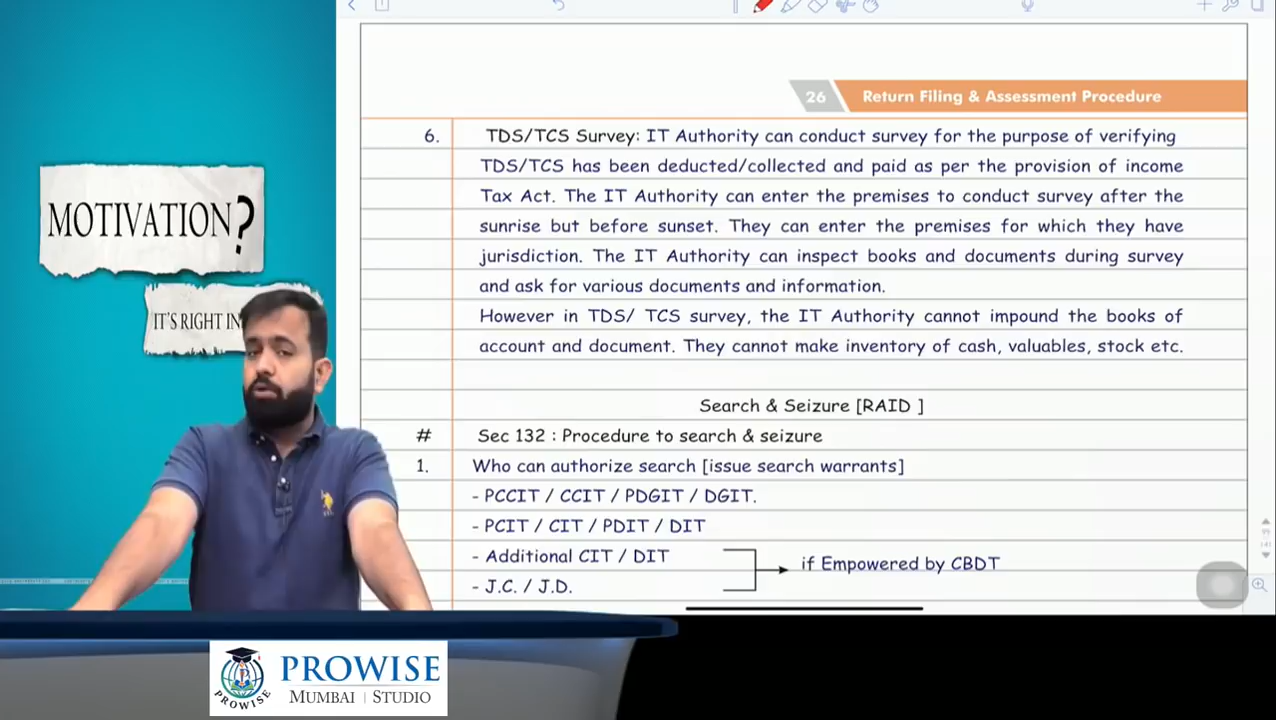 26 Return Filing & Assessment Procedure
6. TDS/TCS Survey: IT Authority can conduct survey for the purpose of verifying
TDS/TCS has been deducted/collected and paid as per the provision of income
Tax Act. The IT Authority can enter the premises to conduct survey after the
sunrise but before sunset. They can enter the premises for which they have
jurisdiction. The IT Authority can inspect books and documents during survey
and ask for various documents and information.
However in TDS/ TCS survey, the IT Authority cannot impound the books of
account and document. They cannot make inventory of cash, valuables, stock etc.
Search & Seizure [RAID ]
# Sec 132 : Procedure to search & seizure
1. Who can authorize search [issue search warrants]
- PCCIT / CCIT / PDGIT / DGIT.
- PCIT / CIT / PDIT / DIT
- Additional CIT / DIT
if Empowered by CBDT
- J.C. / J.D.
MOTIVATION?
IT'S RIGHT IN
PROWISE
PROWISE
MUMBAI | STUDIO